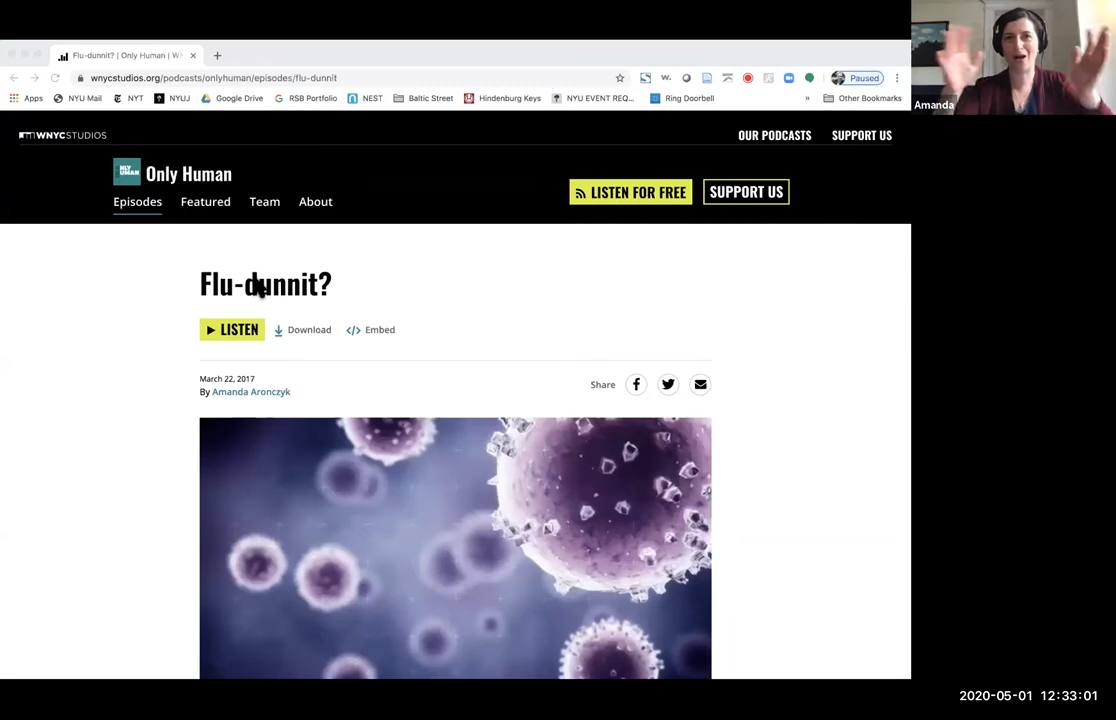 Flu-dunnit? | Only Human | W
wnycstudios.org/podcasts/onlyhuman/episodes/flu-dunnit
W.
Paused
Apps NYU Mail NYT NYUJ Google Drive RSB Portfolio NEST Baltic Street Hindenburg Keys NYU EVENT REQ... Ring Doorbell » Other Bookmarks
Amanda
WNYCSTUDIOS
OUR PODCASTS SUPPORT US
NLY
UMAN
Only Human
LISTEN FOR FREE SUPPORT US
Episodes Featured Team About
Flu-dunnit?
LISTEN Download Embed
March 22, 2017
By Amanda Aronczyk
Share
2020-05-01 12:33:01